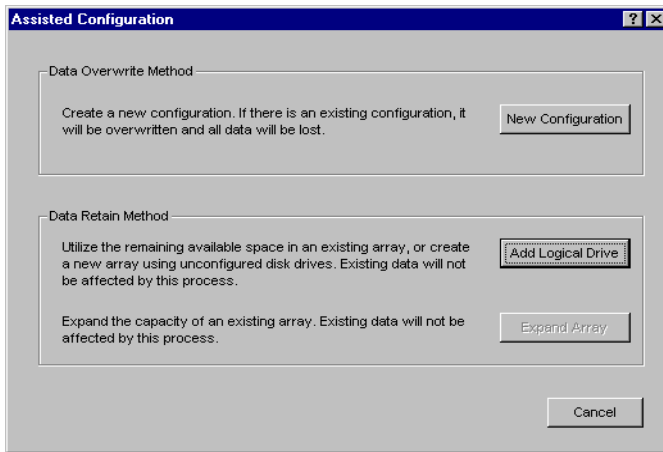 Assisted Configuration
Data Overwrite Method
Create a new configuration. If there is an existing configuration, it
will be overwritten and all data will be lost.
New Configuration
Data Retain Method
Utilize the remaining available space in an existing array, or create
a new array using unconfigured disk drives. Existing data will not
be affected by this process.
Add Logical Drive
Expand the capacity of an existing array. Existing data will not be
affected by this process.
Expand Array
Cancel